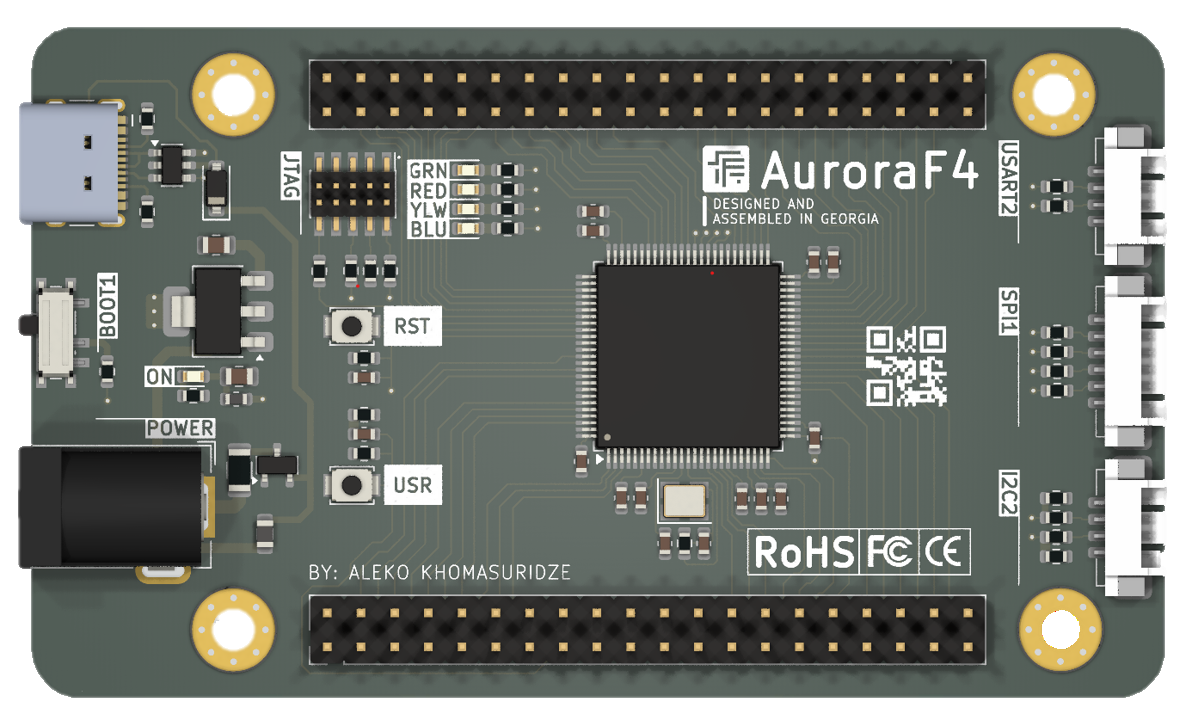 JTAG
GRN
RED
YLW
BLU
AuroraF4
DESIGNED AND
ASSEMBLED IN GEORGIA
USART2
BOOT1
RST
SPI1
ON
POWER
USR
I2C2
RoHS FC CE
BY: ALEKO KHOMASURIDZE